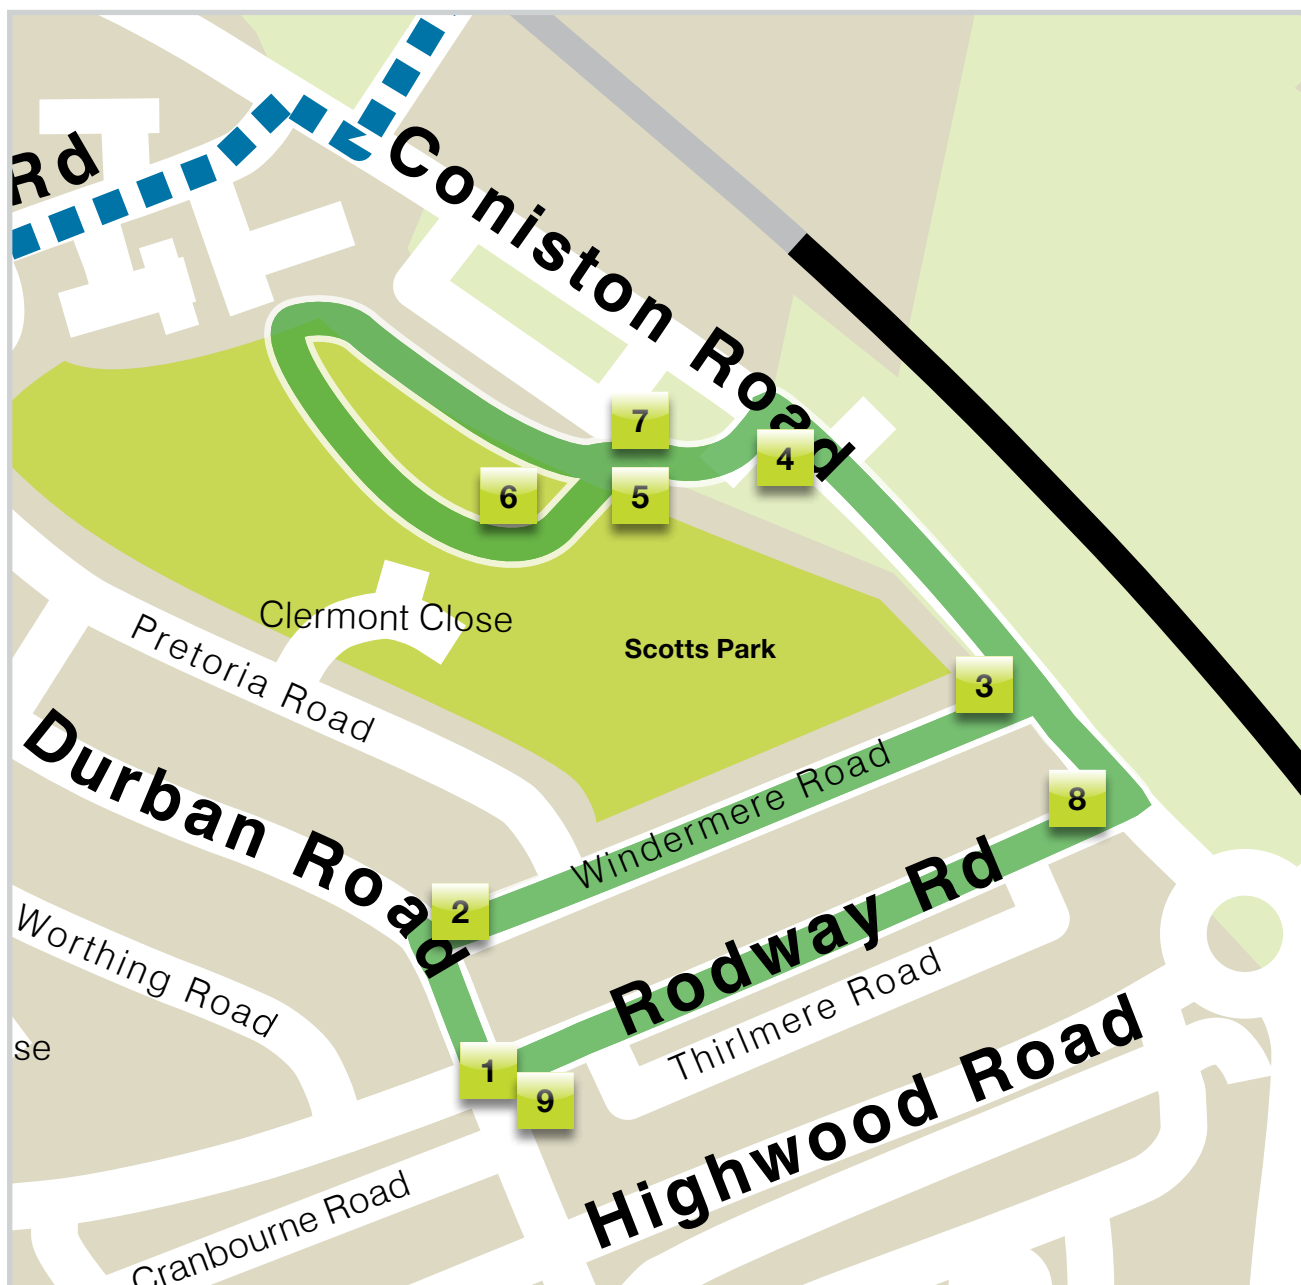 Rd
Coniston Road
7
4
6
5
Clermont Close
Pretoria Road
Scotts Park
3
Durban Road
Windermere Road
8
2
Rodway Rd
Worthing Road
Thirlmere Road
se
1
9
Highwood Road
Cranbourne Road